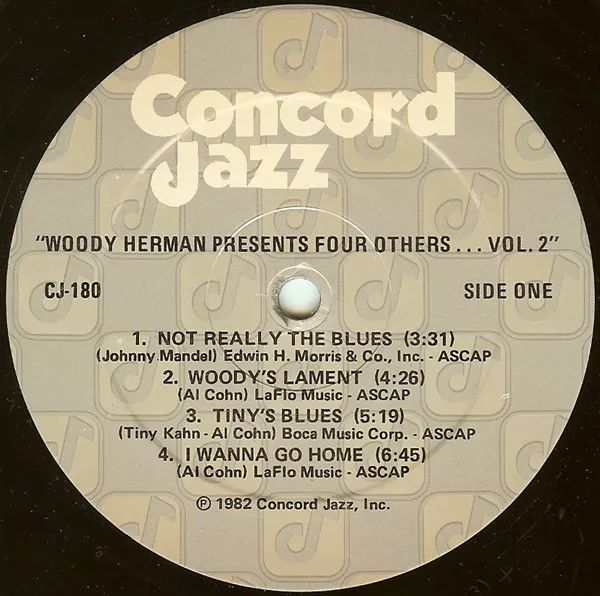 Concord
Jazz
"WOODY HERMAN PRESENTS FOUR OTHERS... VOL. 2"
CJ-180
SIDE ONE
1. NOT REALLY THE BLUES (3:31)
(Johnny Mandel) Edwin H. Morris & Co., Inc. - ASCAP
2. WOODY'S LAMENT (4:26)
(Al Cohn) LaFlo Music - ASCAP
3. TINY'S BLUES (5:19)
(Tiny Kahn - Al Cohn) Boca Music Corp. - ASCAP
4. I WANNA GO HOME (6:45)
(Al Cohn) LaFlo Music - ASCAP
℗ 1982 Concord Jazz, Inc.